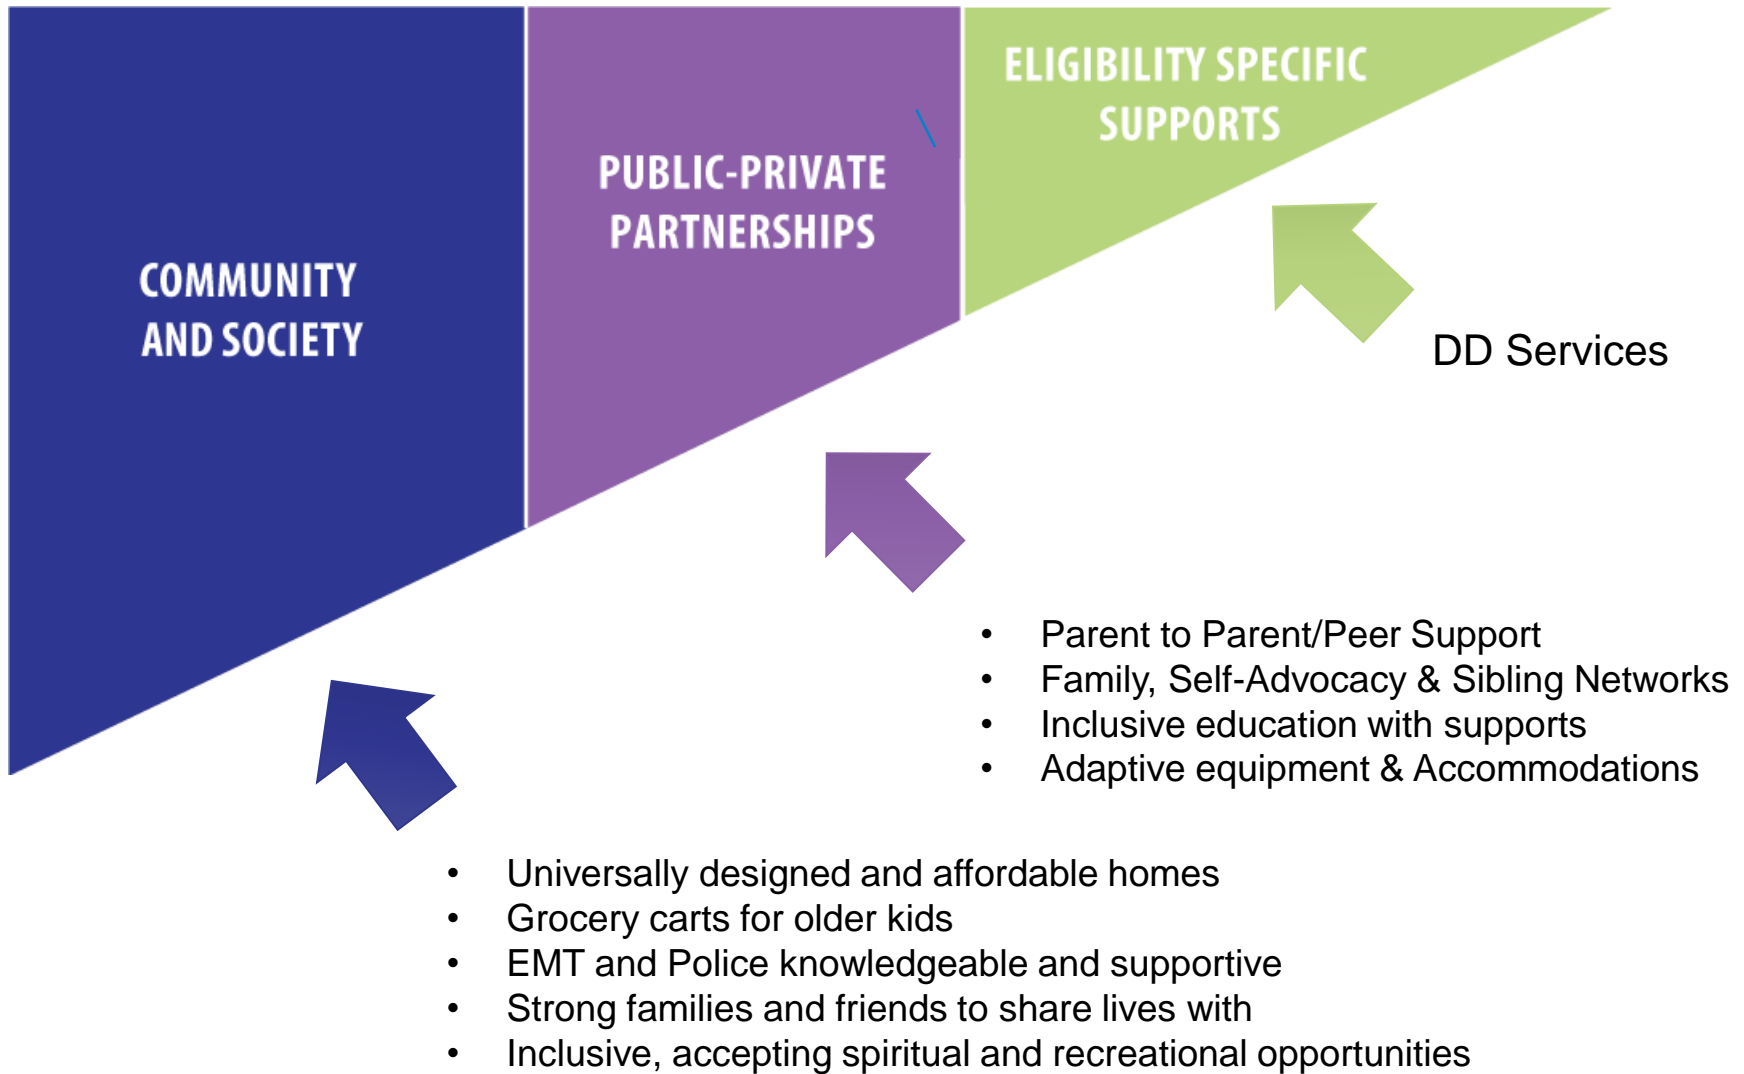 COMMUNITY
AND SOCIETY
PUBLIC-PRIVATE
PARTNERSHIPS
ELIGIBILITY SPECIFIC
SUPPORTS
DD Services
• Parent to Parent/Peer Support
• Family, Self-Advocacy & Sibling Networks
• Inclusive education with supports
• Adaptive equipment & Accommodations
• Universally designed and affordable homes
• Grocery carts for older kids
• EMT and Police knowledgeable and supportive
• Strong families and friends to share lives with
• Inclusive, accepting spiritual and recreational opportunities